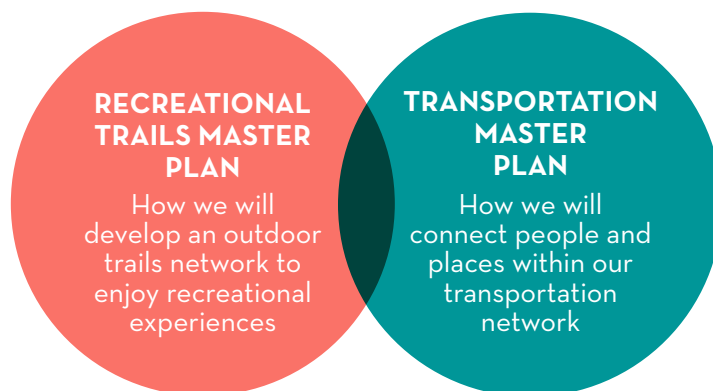 RECREATIONAL
TRAILS MASTER
PLAN
How we will
develop an outdoor
trails network to
enjoy recreational
experiences
TRANSPORTATION
MASTER
PLAN
How we will
connect people and
places within our
transportation
network